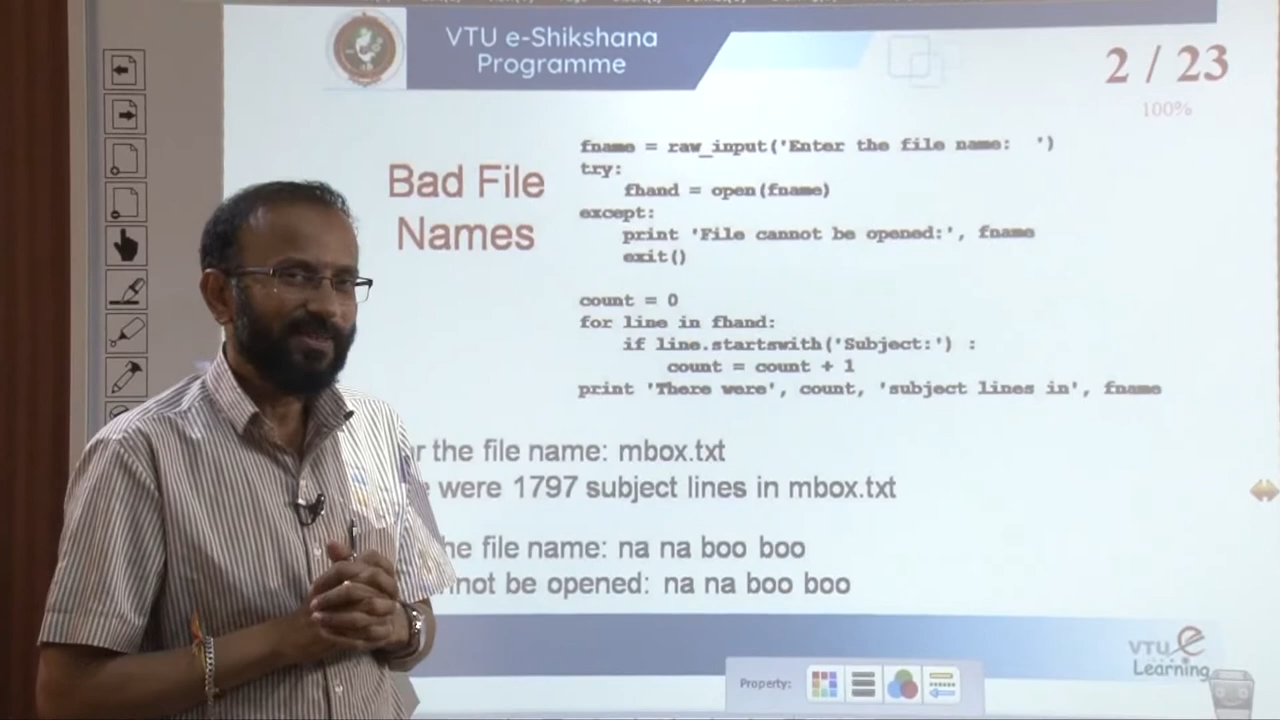 VTU e-Shikshana
Programme
2 / 23
100%
Bad File
Names
fname = raw_input('Enter the file name:  ')
try:
    fhand = open(fname)
except:
    print 'File cannot be opened:', fname
    exit()
count = 0
for line in fhand:
    if line.startswith('Subject:') :
        count = count + 1
print 'There were', count, 'subject lines in', fname
the file name: mbox.txt
were 1797 subject lines in mbox.txt
file name: na na boo boo
be opened: na na boo boo
VTU e
Learning
Property: